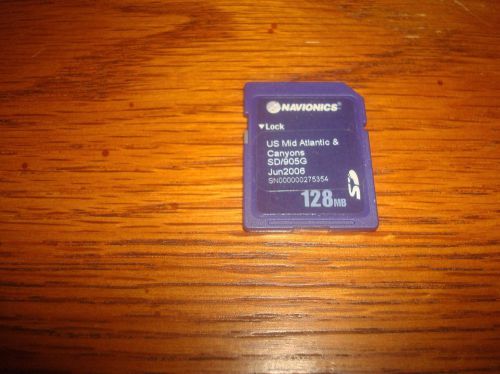 NAVIONICS®
▼Lock
US Mid Atlantic &
Canyons
SD/905G
Jun2006
SN000000275354
128MB
SD